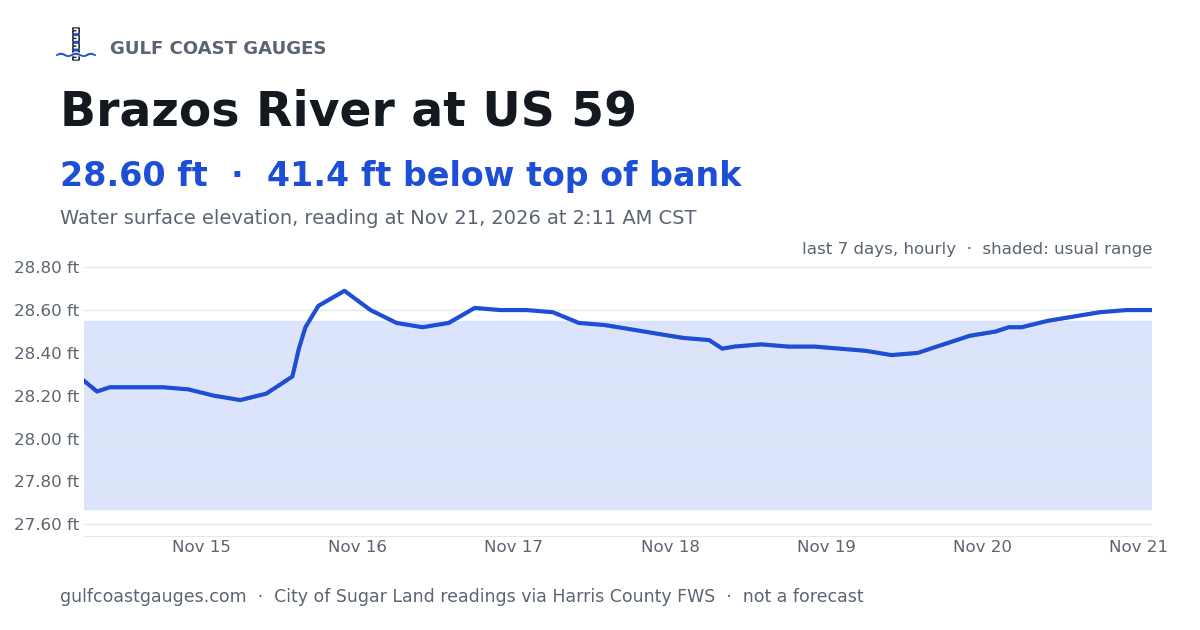 GULF COAST GAUGES
Brazos River at US 59
28.60 ft · 41.4 ft below top of bank
Water surface elevation, reading at Nov 21, 2026 at 2:11 AM CST
last 7 days, hourly · shaded: usual range
28.80 ft
28.60 ft
28.40 ft
28.20 ft
28.00 ft
27.80 ft
27.60 ft
Nov 15 Nov 16 Nov 17 Nov 18 Nov 19 Nov 20 Nov 21
gulfcoastgauges.com · City of Sugar Land readings via Harris County FWS · not a forecast